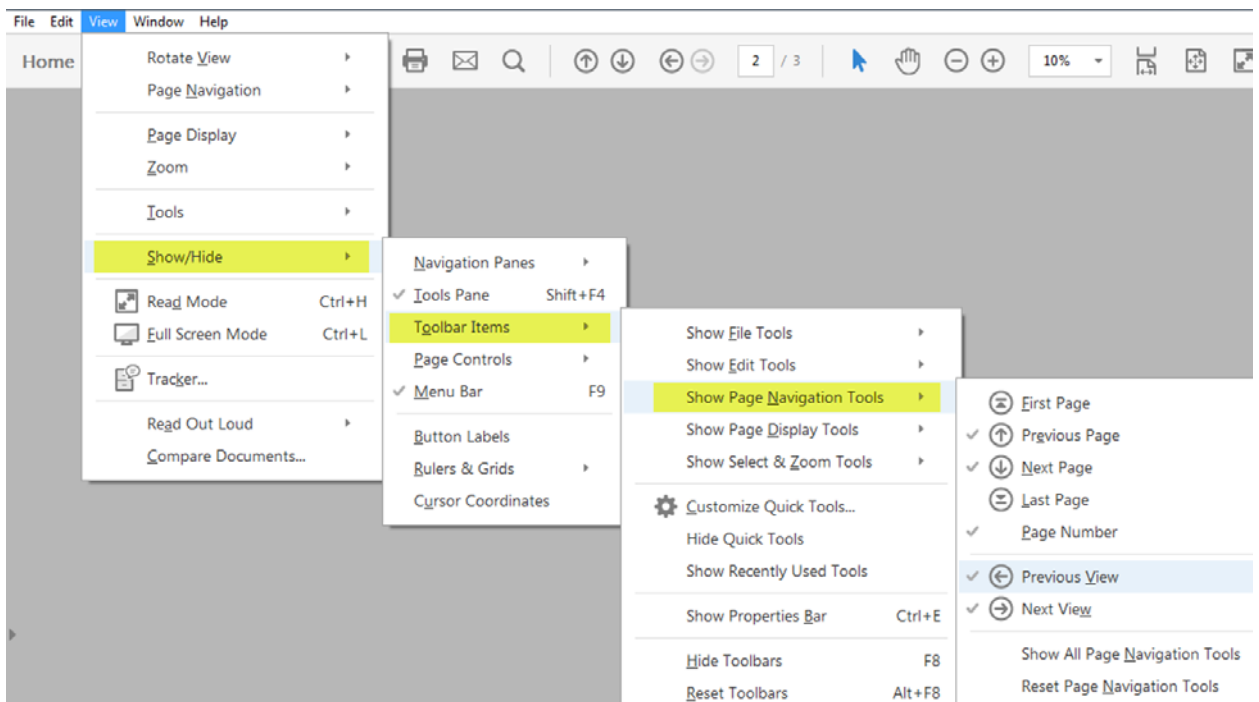 File Edit View Window Help
Home
2 / 3
10%
Rotate View
Page Navigation
Page Display
Zoom
Tools
Show/Hide
Read Mode Ctrl+H
Full Screen Mode Ctrl+L
Tracker...
Read Out Loud
Compare Documents...
Navigation Panes
Tools Pane Shift+F4
Toolbar Items
Page Controls
Menu Bar F9
Button Labels
Rulers & Grids
Cursor Coordinates
Show File Tools
Show Edit Tools
Show Page Navigation Tools
Show Page Display Tools
Show Select & Zoom Tools
Customize Quick Tools...
Hide Quick Tools
Show Recently Used Tools
Show Properties Bar Ctrl+E
Hide Toolbars F8
Reset Toolbars Alt+F8
First Page
Previous Page
Next Page
Last Page
Page Number
Previous View
Next View
Show All Page Navigation Tools
Reset Page Navigation Tools